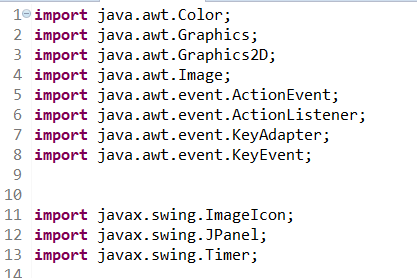 1 import java.awt.Color;
2 import java.awt.Graphics;
3 import java.awt.Graphics2D;
4 import java.awt.Image;
5 import java.awt.event.ActionEvent;
6 import java.awt.event.ActionListener;
7 import java.awt.event.KeyAdapter;
8 import java.awt.event.KeyEvent;
9
10
11 import javax.swing.ImageIcon;
12 import javax.swing.JPanel;
13 import javax.swing.Timer;
14